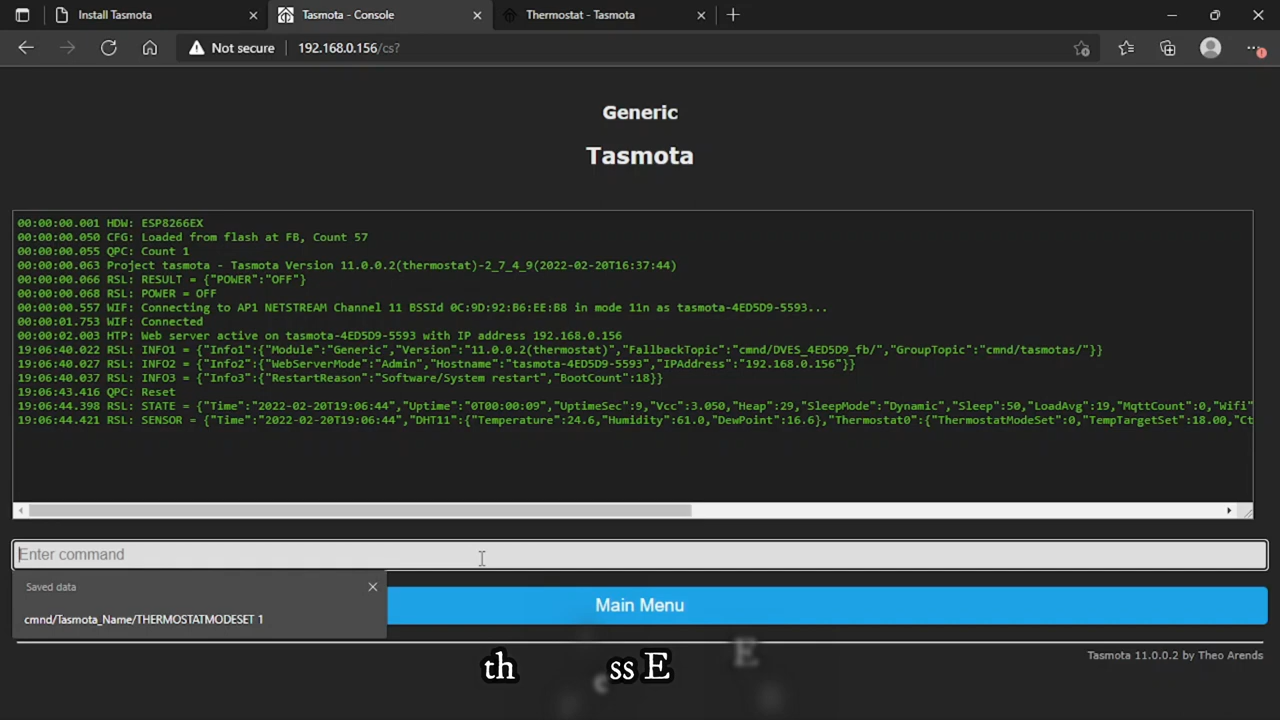 Install Tasmota
Tasmota - Console
Thermostat - Tasmota
Not secure
192.168.0.156/cs?
Generic
Tasmota
00:00:00.001 HDW: ESP8266EX
00:00:00.050 CFG: Loaded from flash at FB, Count 57
00:00:00.055 QPC: Count 1
00:00:00.063 Project tasmota - Tasmota Version 11.0.0.2(thermostat)-2_7_4_9(2022-02-20T16:37:44)
00:00:00.066 RSL: RESULT = {"POWER":"OFF"}
00:00:00.068 RSL: POWER = OFF
00:00:00.557 WIF: Connecting to AP1 NETSTREAM Channel 11 BSSId 0C:9D:92:B6:EE:B8 in mode 11n as tasmota-4ED5D9-5593...
00:00:01.753 WIF: Connected
00:00:02.003 HTP: Web server active on tasmota-4ED5D9-5593 with IP address 192.168.0.156
19:06:40.022 RSL: INFO1 = {"Info1":{"Module":"Generic","Version":"11.0.0.2(thermostat)","FallbackTopic":"cmnd/DVES_4ED5D9_fb/","GroupTopic":"cmnd/tasmotas/"}}
19:06:40.027 RSL: INFO2 = {"Info2":{"WebServerMode":"Admin","Hostname":"tasmota-4ED5D9-5593","IPAddress":"192.168.0.156"}}
19:06:40.037 RSL: INFO3 = {"Info3":{"RestartReason":"Software/System restart","BootCount":18}}
19:06:43.416 QPC: Reset
19:06:44.398 RSL: STATE = {"Time":"2022-02-20T19:06:44","Uptime":"0T00:00:09","UptimeSec":9,"Vcc":3.050,"Heap":29,"SleepMode":"Dynamic","Sleep":50,"LoadAvg":19,"MqttCount":0,"Wifi"
19:06:44.421 RSL: SENSOR = {"Time":"2022-02-20T19:06:44","DHT11":{"Temperature":24.6,"Humidity":61.0,"DewPoint":16.6},"Thermostat0":{"ThermostatModeSet":0,"TempTargetSet":18.00,"Ct
Enter command
Saved data
cmnd/Tasmota_Name/THERMOSTATMODESET 1
Main Menu
Tasmota 11.0.0.2 by Theo Arends
th ss E E
e